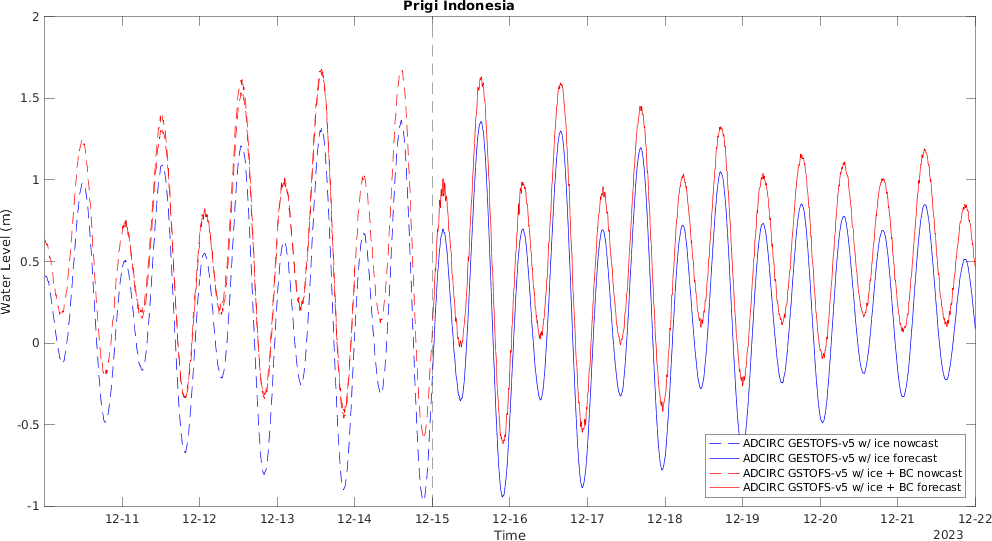 Prigi Indonesia
2
1.5
1
0.5
0
-0.5
-1
Water Level (m)
ADCIRC GESTOFS-v5 w/ ice nowcast
ADCIRC GESTOFS-v5 w/ ice forecast
ADCIRC GSTOFS-v5 w/ ice + BC nowcast
ADCIRC GSTOFS-v5 w/ ice + BC forecast
12-11 12-12 12-13 12-14 12-15 12-16 12-17 12-18 12-19 12-20 12-21 12-22
Time
2023